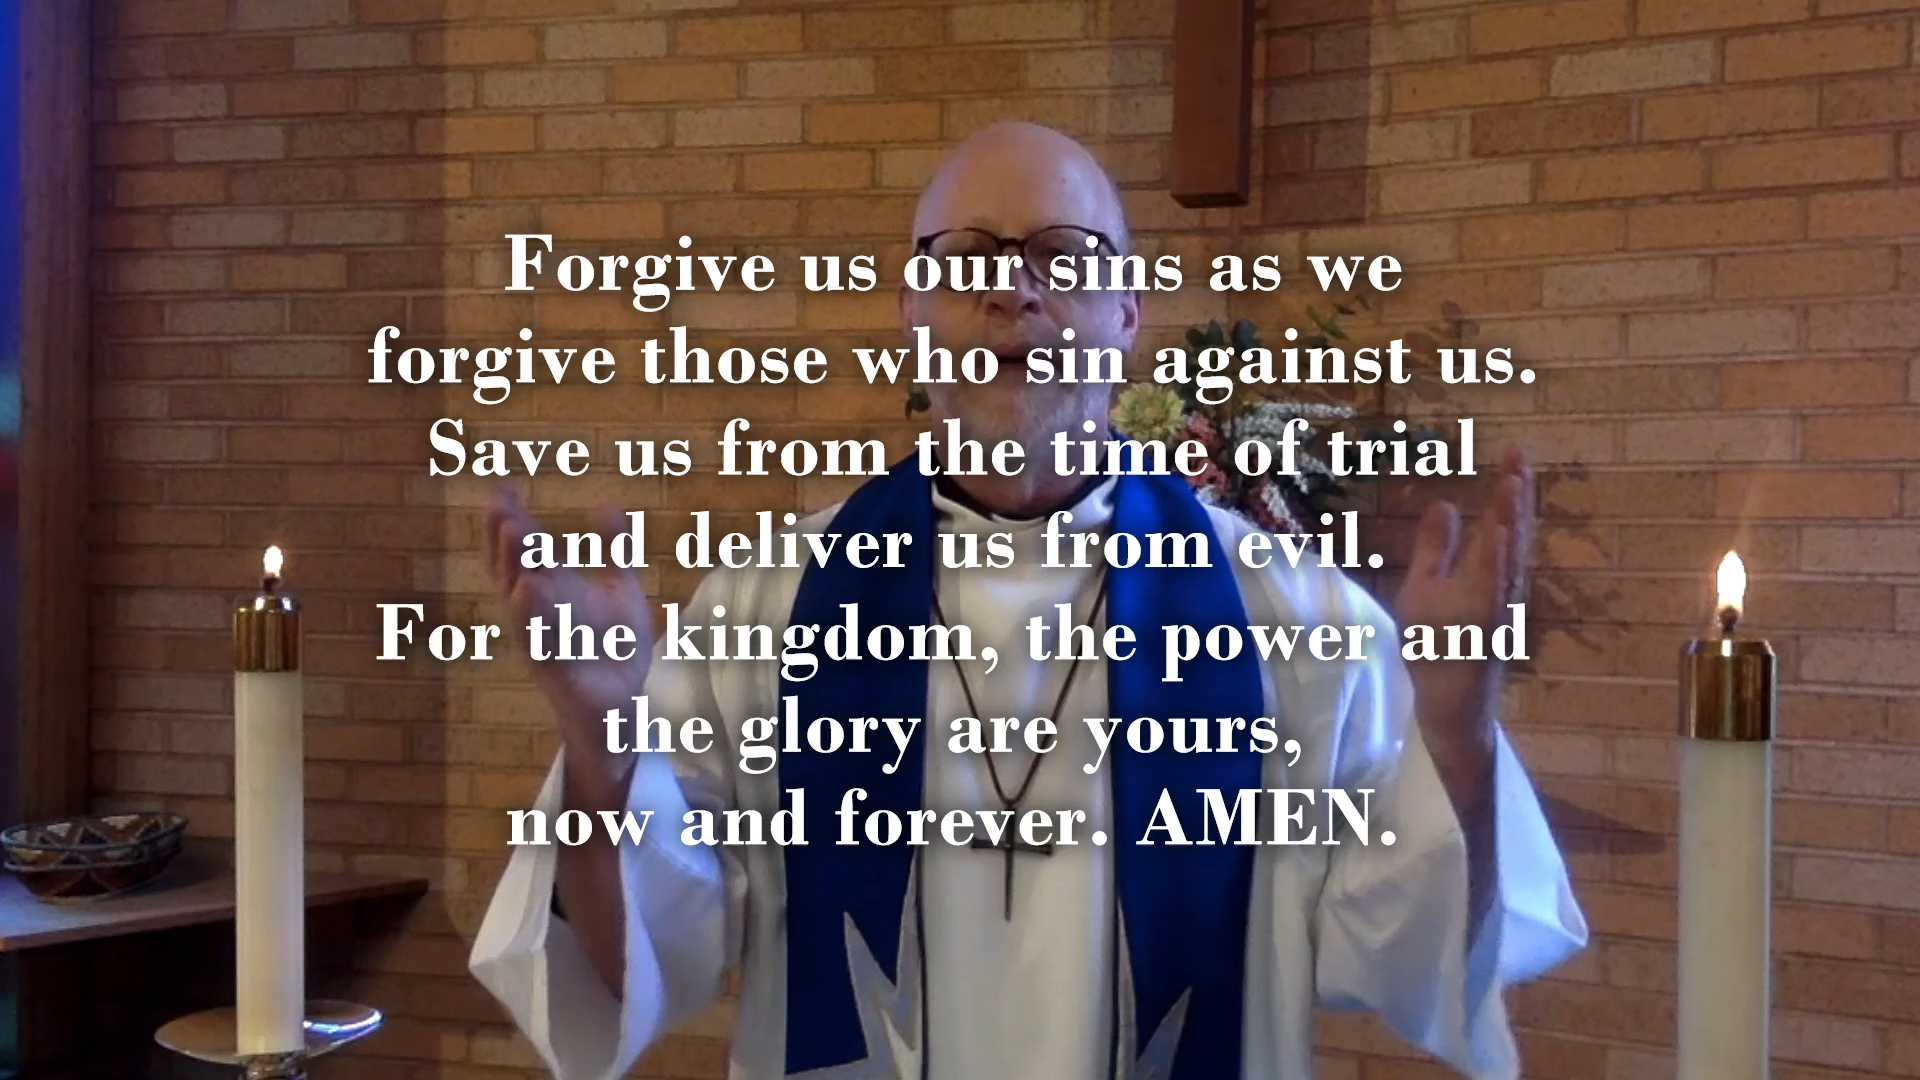 Forgive us our sins as we
forgive those who sin against us.
Save us from the time of trial
and deliver us from evil.
For the kingdom, the power and
the glory are yours,
now and forever. AMEN.